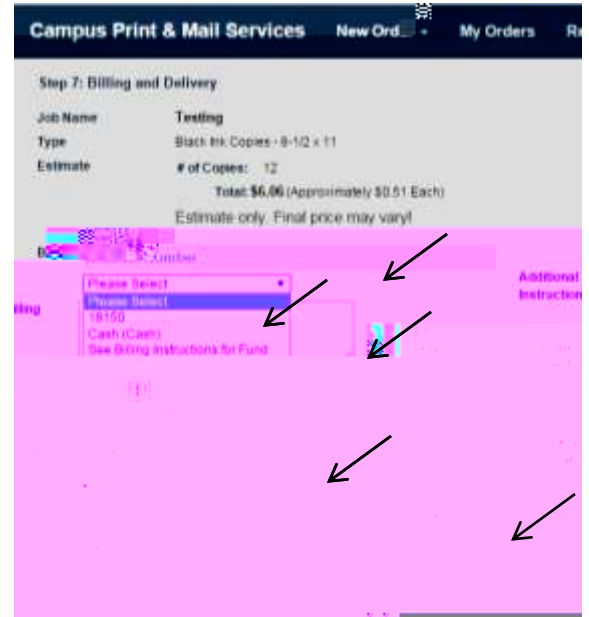 Campus Print & Mail Services New Ord My Orders
Step 7: Billing and Delivery
Job Name Testing
Type Black Ink Copies - 8-1/2 x 11
Estimate # of Copies: 12
Total: $6.06 (Approximately $0.51 Each)
Estimate only. Final price may vary!
Number
Please Select
Additional
Instruction
Please Select
18150
Cash (Cash)
See Billing Instructions for Fund